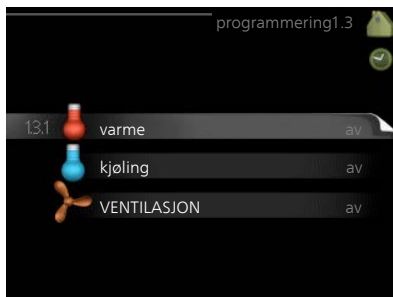 programmering1.3
1.3.1 varme av
kjøling av
VENTILASJON av